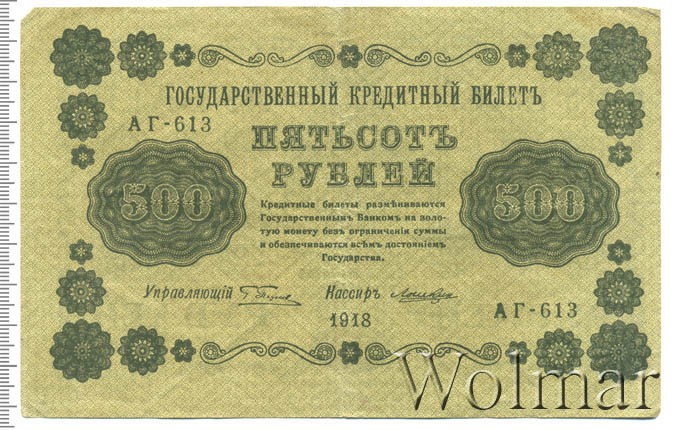 ГОСУДАРСТВЕННЫЙ КРЕДИТНЫЙ БИЛЕТЪ
АГ-613
ПЯТЬСОТЪ
РУБЛЕЙ
500
500
Кредитные билеты размѣниваются
Государственнымъ Банкомъ на золо-
тую монету безъ ограниченія суммы
и обезпечиваются всѣмъ достояніемъ
Государства.
Управляющій
Кассиръ
1918
АГ-613
Wolmar